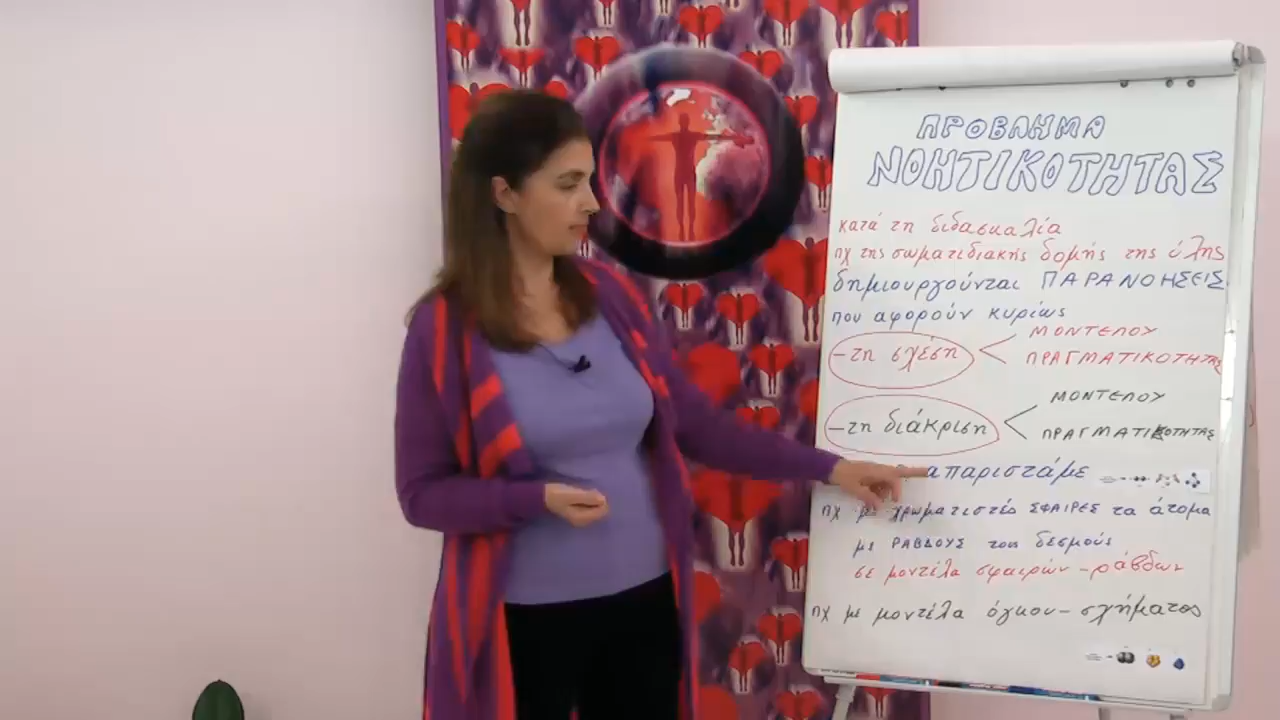 ΠΡΟΒΛΗΜΑ
ΝΟΗΤΙΚΟΤΗΤΑΣ
κατά τη διδασκαλία
πχ της σωματιδιακής δομής της ύλης
δημιουργούνται ΠΑΡΑΝΟΗΣΕΙΣ
που αφορούν κυρίως
-τη σχέση < ΜΟΝΤΕΛΟΥ
ΠΡΑΓΜΑΤΙΚΟΤΗΤΑΣ
-τη διάκριση < ΜΟΝΤΕΛΟΥ
ΠΡΑΓΜΑΤΙΚΟΤΗΤΑΣ
απαριστάμε
πχ με χρωματιστές ΣΦΑΙΡΕΣ τα άτομα
με ΡΑΒΔΟΥΣ τους δεσμούς
σε μοντέλα σφαιρών-ράβδων
πχ με μοντέλα όγκου-σχήματος